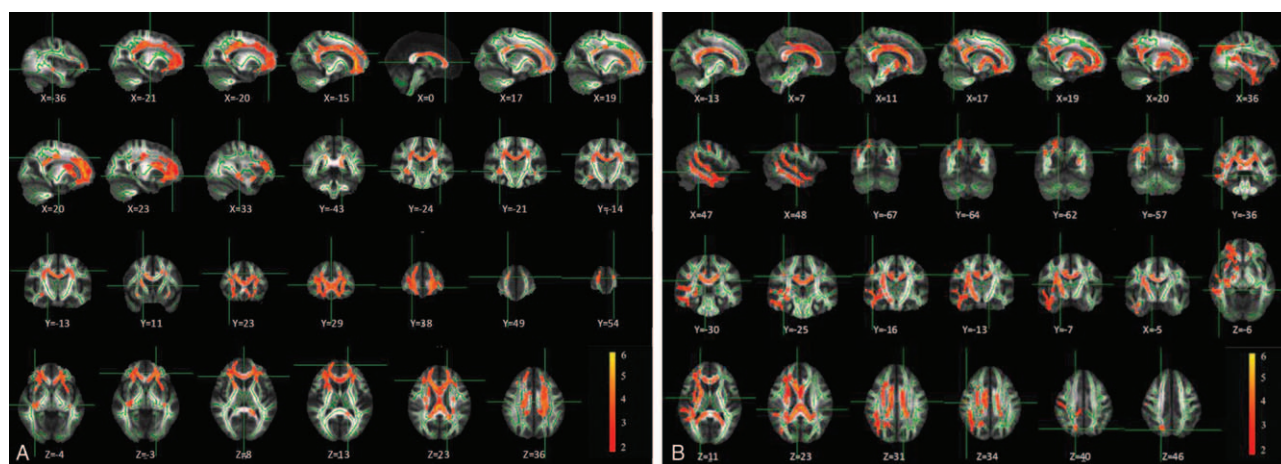 X=-36 X=-21 X=-20 X=-15 X=0 X=17 X=19
X=20 X=23 X=33 Y=-43 Y=-24 Y=-21 Y=-14
Y=-13 Y=11 Y=23 Y=29 Y=38 Y=49 Y=54
6
5
4
3
2
A Z=-4 Z=-3 Z=8 Z=13 Z=23 Z=36
X=-13 X=7 X=11 X=17 X=19 X=20 X=36
X=47 X=48 Y=-67 Y=-64 Y=-62 Y=-57 Y=-36
Y=-30 Y=-25 Y=-16 Y=-13 Y=-7 X=-5 Z=-6
6
5
4
3
2
B Z=11 Z=23 Z=31 Z=34 Z=40 Z=46